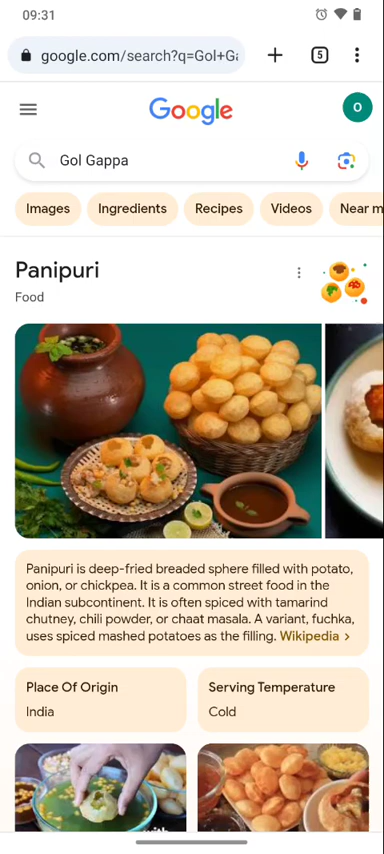 09:31
google.com/search?q=Gol+Ga
5
Google
O
Gol Gappa
Images
Ingredients
Recipes
Videos
Near m
Panipuri
Food
Panipuri is deep-fried breaded sphere filled with potato,
onion, or chickpea. It is a common street food in the
Indian subcontinent. It is often spiced with tamarind
chutney, chili powder, or chaat masala. A variant, fuchka,
uses spiced mashed potatoes as the filling. Wikipedia >
Place Of Origin
India
Serving Temperature
Cold